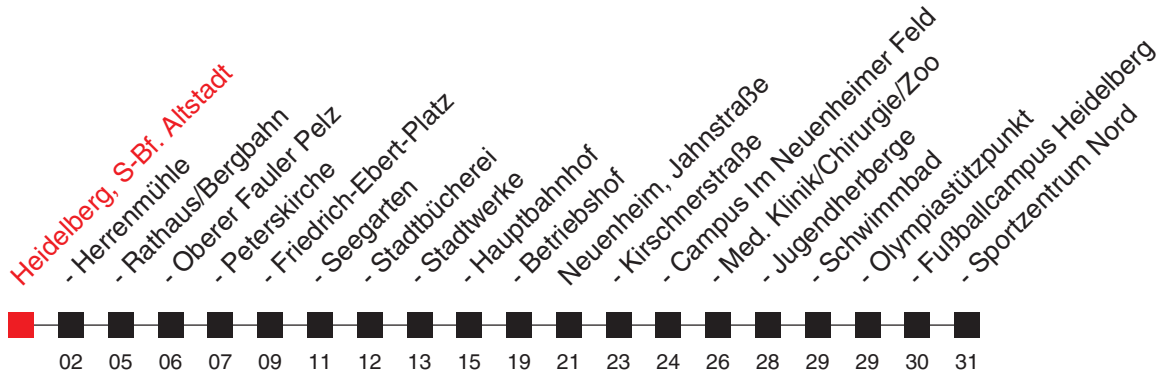 Heidelberg, S-Bf. Altstadt
- Herrenmühle
- Rathaus/Bergbahn
- Oberer Fauler Pelz
- Peterskirche
- Friedrich-Ebert-Platz
- Seegarten
- Stadtbücherei
- Stadtwerke
- Hauptbahnhof
- Betriebshof
Neuenheim, Jahnstraße
- Kirschnerstraße
- Campus Im Neuenheimer Feld
- Med. Klinik/Chirurgie/Zoo
- Jugendherberge
- Schwimmbad
- Olympiastützpunkt
- Fußballcampus Heidelberg
- Sportzentrum Nord
02 05 06 07 09 11 12 13 15 19 21 23 24 26 28 29 29 30 31